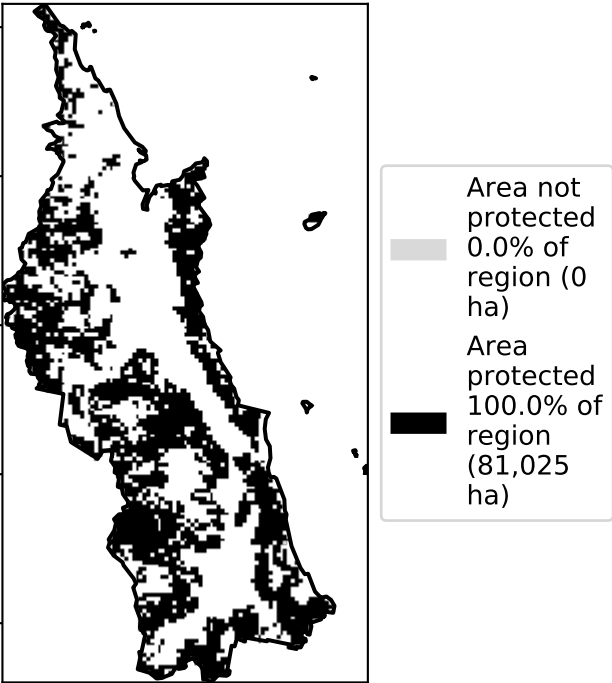 Area not
protected
0.0% of
region (0
ha)
Area
protected
100.0% of
region
(81,025
ha)